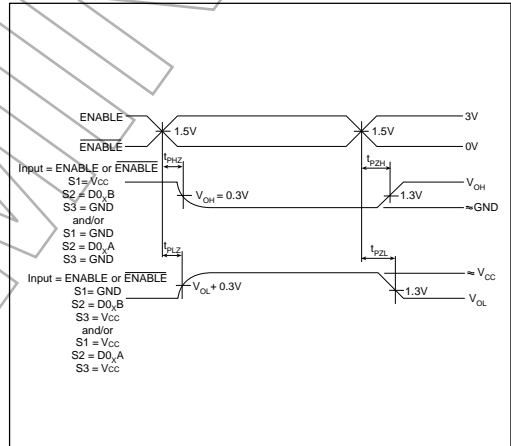 ENABLE
3V
1.5V
1.5V
ENABLE
0V
Input = ENABLE or ENABLE
tPHZ
tPZH
S1= VCC
S2 = D0XB
S3 = GND
and/or
S1 = GND
S2 = D0XA
S3 = GND
VOH = 0.3V
1.3V
VOH
≈GND
tPLZ
tPZL
Input = ENABLE or ENABLE
S1= GND
S2 = D0XB
S3 = VCC
and/or
S1 = VCC
S2 = D0XA
S3 = VCC
VOL+ 0.3V
1.3V
≈ VCC
VOL